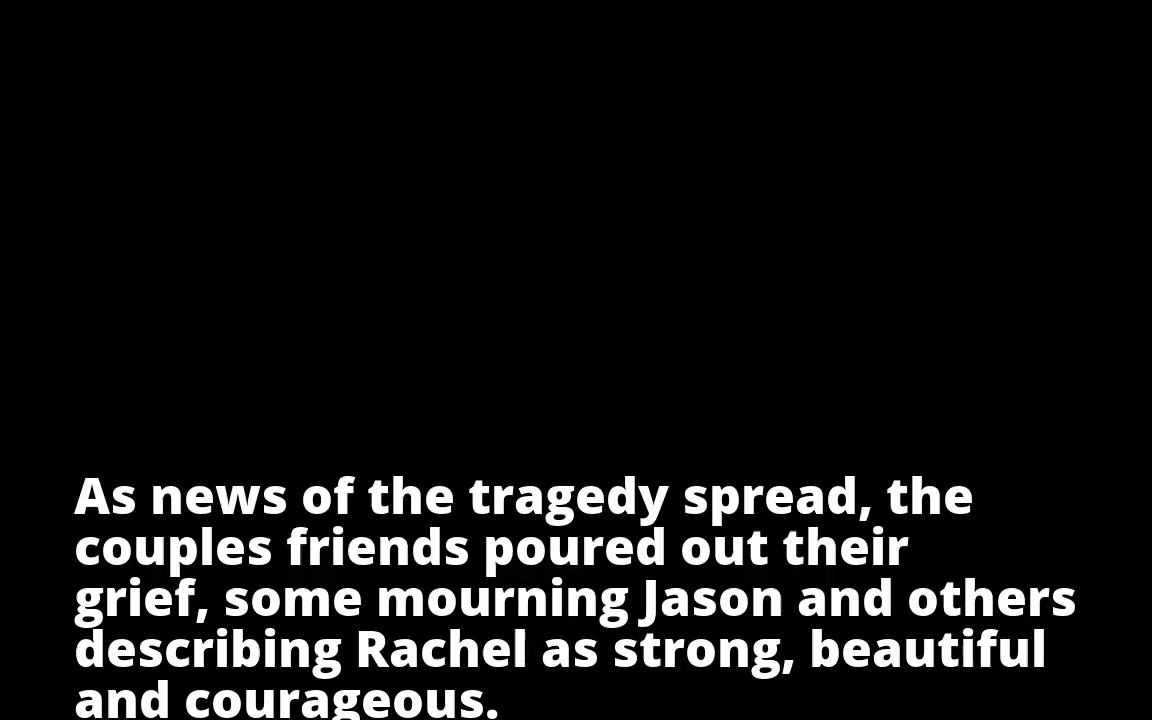 As news of the tragedy spread, the
couples friends poured out their
grief, some mourning Jason and others
describing Rachel as strong, beautiful
and courageous.